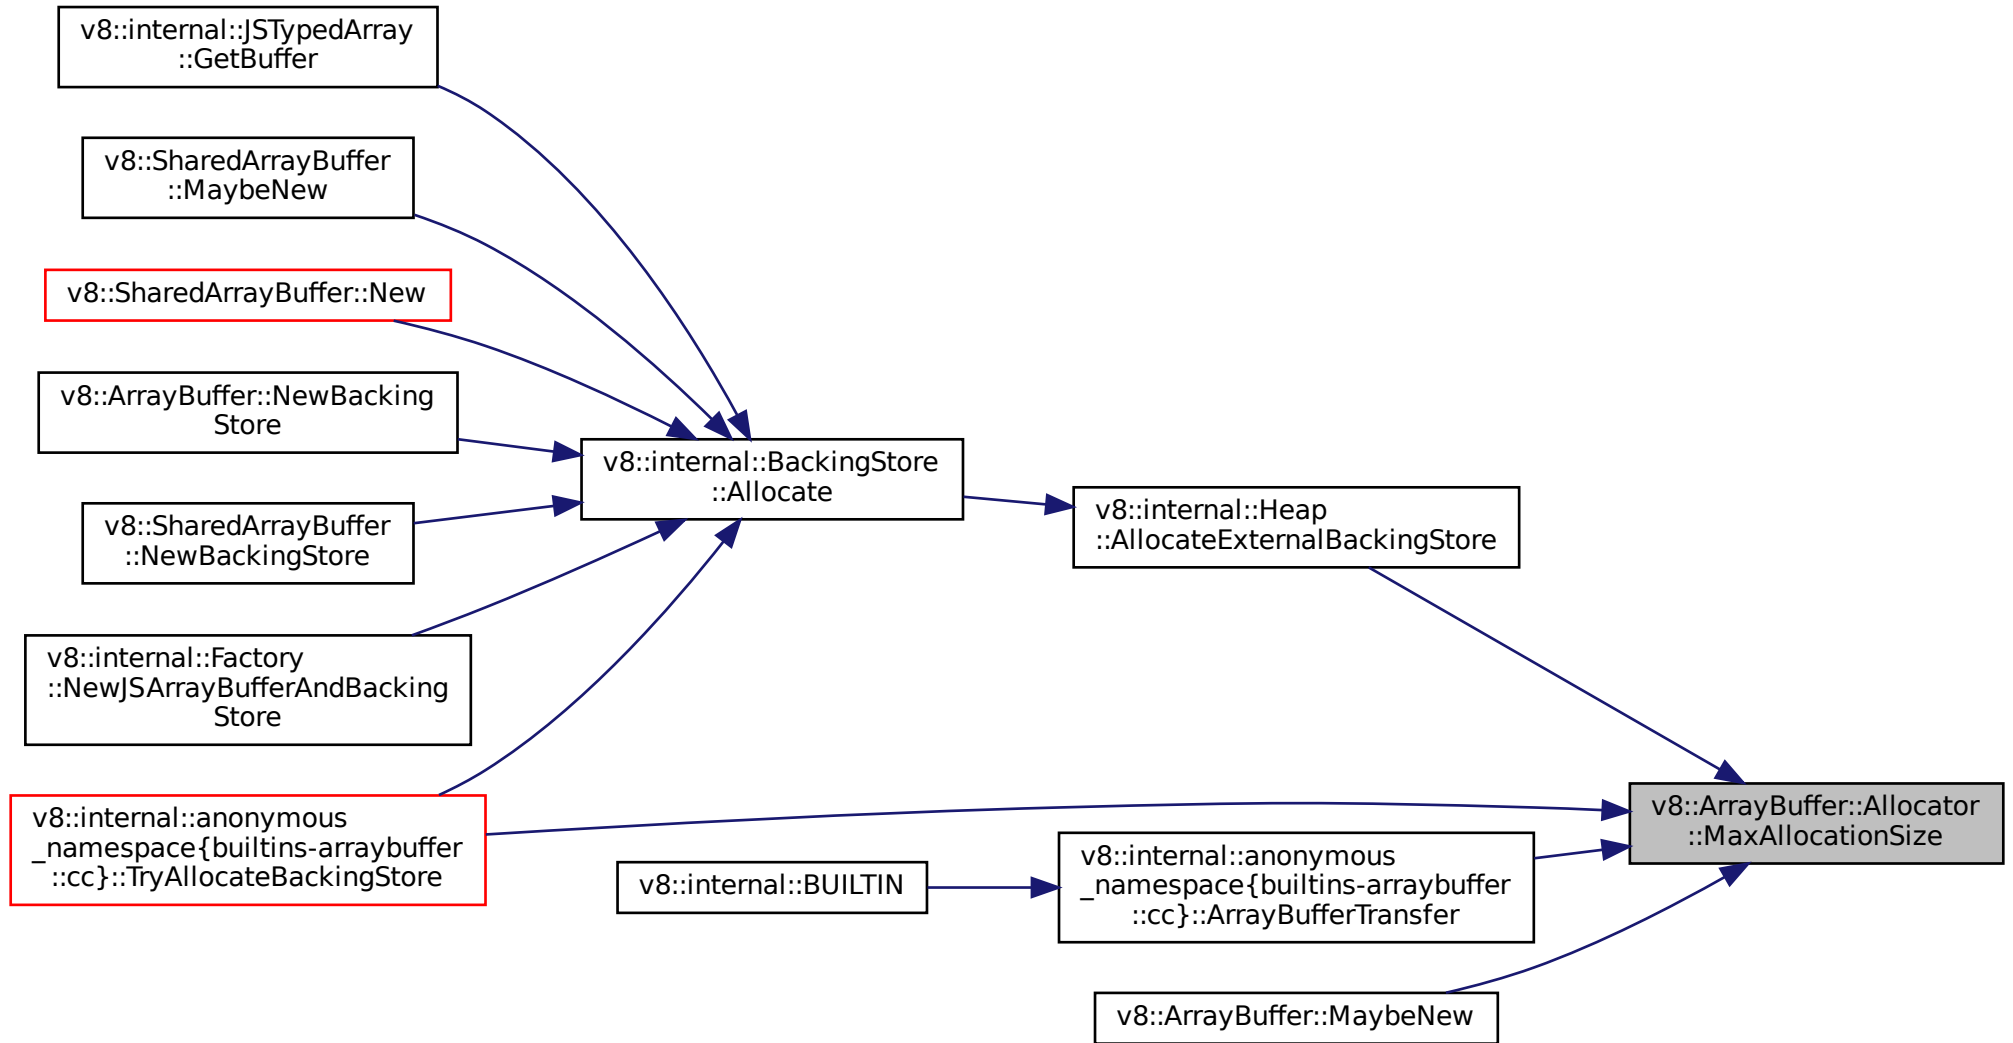 v8::internal::JSTypedArray
::GetBuffer
v8::SharedArrayBuffer
::MaybeNew
v8::SharedArrayBuffer::New
v8::ArrayBuffer::NewBacking
Store
v8::SharedArrayBuffer
::NewBackingStore
v8::internal::Factory
::NewJSArrayBufferAndBacking
Store
v8::internal::anonymous
_namespace{builtins-arraybuffer
::cc}::TryAllocateBackingStore
v8::internal::BackingStore
::Allocate
v8::internal::BUILTIN
v8::internal::Heap
::AllocateExternalBackingStore
v8::internal::anonymous
_namespace{builtins-arraybuffer
::cc}::ArrayBufferTransfer
v8::ArrayBuffer::MaybeNew
v8::ArrayBuffer::Allocator
::MaxAllocationSize